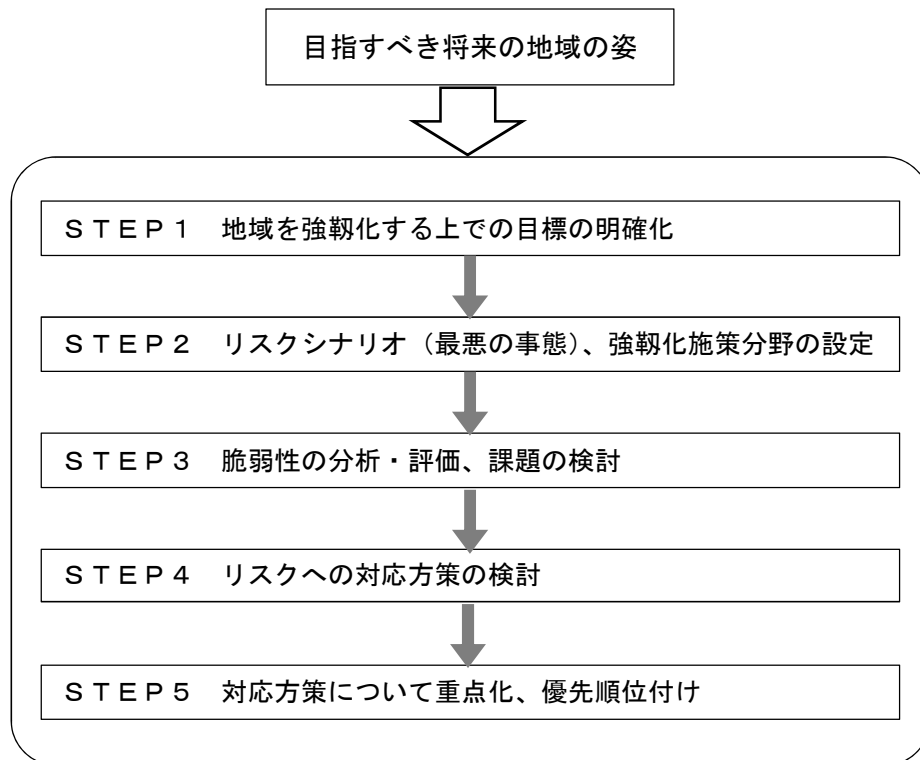 目指すべき将来の地域の姿
ＳＴＥＰ１　地域を強靱化する上での目標の明確化
ＳＴＥＰ２　リスクシナリオ（最悪の事態）、強靱化施策分野の設定
ＳＴＥＰ３　脆弱性の分析・評価、課題の検討
ＳＴＥＰ４　リスクへの対応方策の検討
ＳＴＥＰ５　対応方策について重点化、優先順位付け